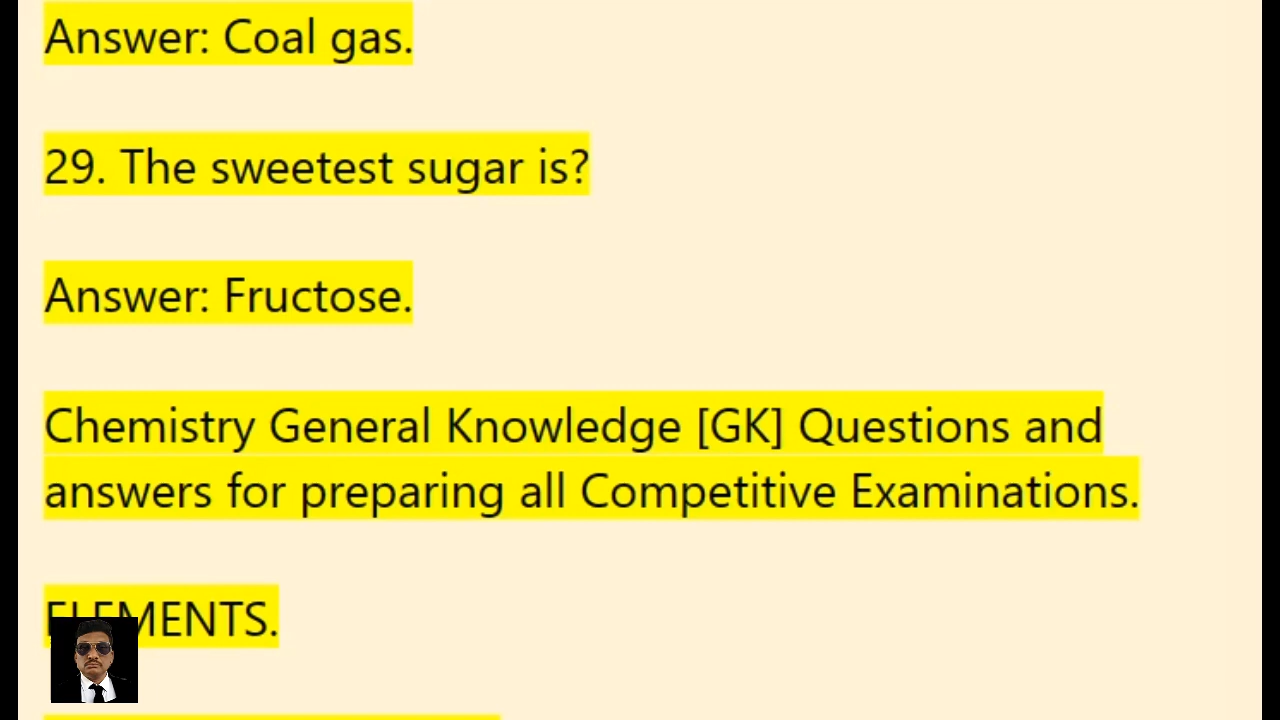 Answer: Coal gas.
29. The sweetest sugar is?
Answer: Fructose.
Chemistry General Knowledge [GK] Questions and
answers for preparing all Competitive Examinations.
ELEMENTS.